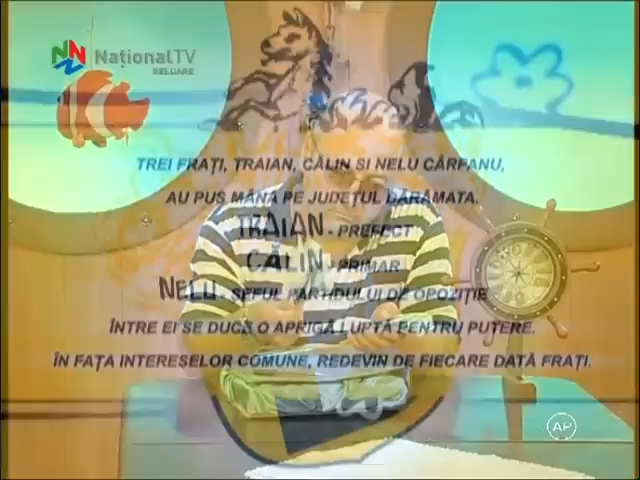 NaționalTV
RELUARE
TREI FRAȚI, TRAIAN, CĂLIN SI NELU CÂRPANU,
AU PUS MÂNA PE JUDEȚUL DĂRÂMATA.
TRAIAN - PREFECT
CĂLIN - PRIMAR
NELU - ȘEFUL PARTIDULUI DE OPOZIȚIE
ÎNTRE EI SE DUCE O APRIGĂ LUPTĂ PENTRU PUTERE.
ÎN FAȚA INTERESELOR COMUNE, REDEVIN DE FIECARE DATĂ FRAȚI.
AP